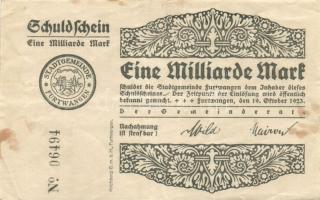 Schuldschein
Eine Milliarde Mark
STADTGEMEINDE
FURTWANGEN
Eine Milliarde Mark
schuldet die Stadtgemeinde Furtwangen dem Inhaber dieses
Schuldscheines. Der Zeitpunkt der Einlösung wird öffentlich
bekannt gemacht. +++ Furtwangen, den 19. Oktober 1923.
Der Gemeinderat:
Nachahmung
ist strafbar!
No 06494